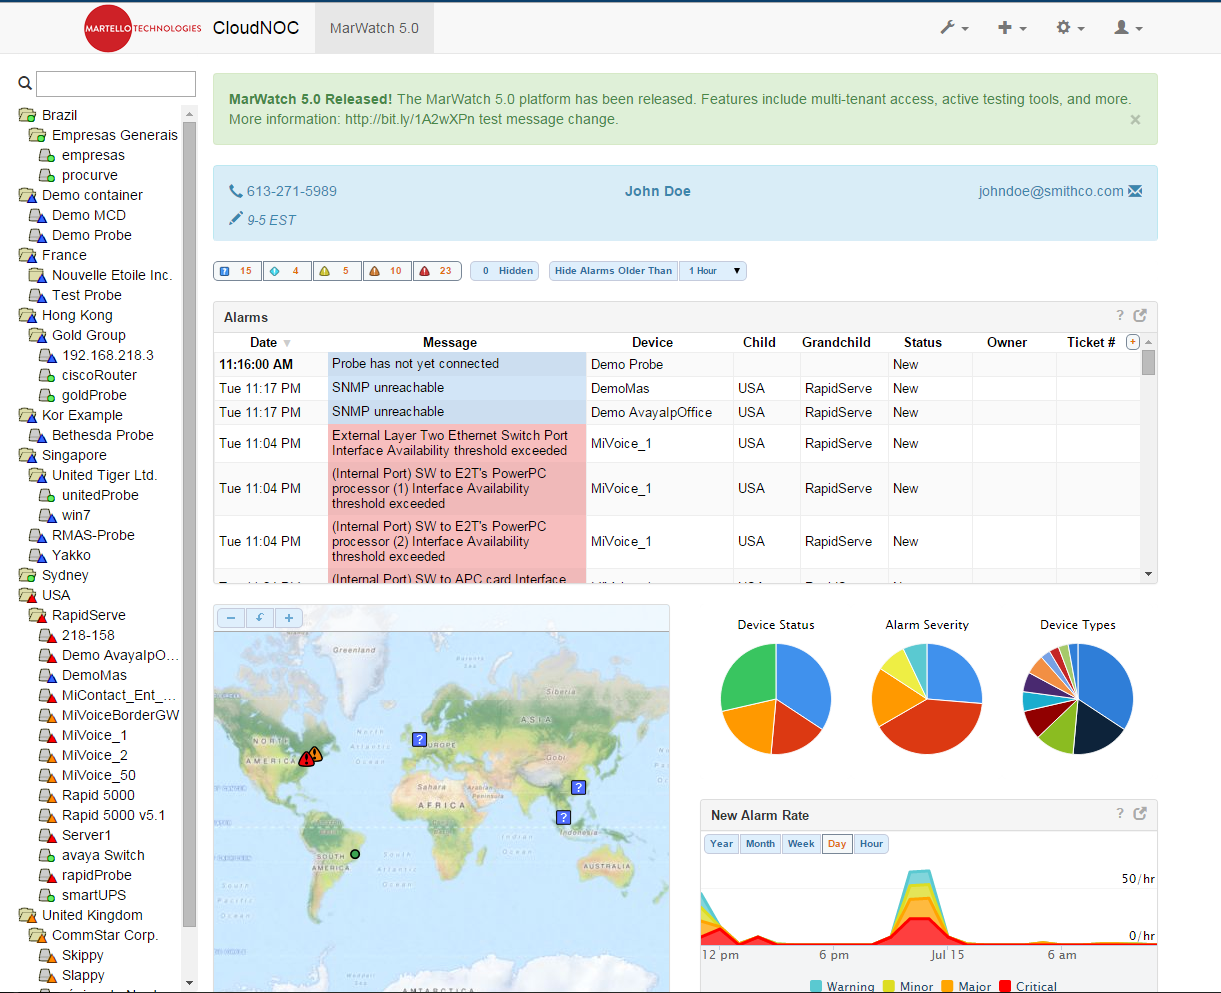 MARTELLO TECHNOLOGIES CloudNOC MarWatch 5.0
MarWatch 5.0 Released! The MarWatch 5.0 platform has been released. Features include multi-tenant access, active testing tools, and more.
More information: http://bit.ly/1A2wXPn test message change. ×
613-271-5989 John Doe johndoe@smithco.com
9-5 EST
Brazil
Empresas Generais
empresas
procurve
Demo container
Demo MCD
Demo Probe
France
Nouvelle Etoile Inc.
Test Probe
Hong Kong
Gold Group
192.168.218.3
ciscoRouter
goldProbe
Kor Example
Bethesda Probe
Singapore
United Tiger Ltd.
unitedProbe
win7
RMAS-Probe
Yakko
Sydney
USA
RapidServe
218-158
Demo AvayaIpO...
DemoMas
MiContact_Ent_...
MiVoiceBorderGW
MiVoice_1
MiVoice_2
MiVoice_50
Rapid 5000
Rapid 5000 v5.1
Server1
avaya Switch
rapidProbe
smartUPS
United Kingdom
CommStar Corp.
Skippy
Slappy
? 15 4 5 10 23 0 Hidden Hide Alarms Older Than 1 Hour
Alarms ?
Date Message Device Child Grandchild Status Owner Ticket # +
11:16:00 AM Probe has not yet connected Demo Probe New
Tue 11:17 PM SNMP unreachable DemoMas USA RapidServe New
Tue 11:17 PM SNMP unreachable Demo AvayaIpOffice USA RapidServe New
Tue 11:04 PM External Layer Two Ethernet Switch Port
Interface Availability threshold exceeded MiVoice_1 USA RapidServe New
Tue 11:04 PM (Internal Port) SW to E2T's PowerPC
processor (1) Interface Availability
threshold exceeded MiVoice_1 USA RapidServe New
Tue 11:04 PM (Internal Port) SW to E2T's PowerPC
processor (2) Interface Availability
threshold exceeded MiVoice_1 USA RapidServe New
(Internal Port) SW to APC card Interface
Greenland
Barents
Sea
Siberia
ASIA
NORTH
AMERICA
North
Atlantic
Ocean
EUROPE
Gobi
Sahara
Arabian
Peninsula
AFRICA
Indonesia
Indian
Ocean
SOUTH
AMERICA
South
Atlantic
Ocean
AUSTRALIA
South
Pacific
Ocean
Weddell
Sea
ANTARCTICA
Device Status Alarm Severity Device Types
New Alarm Rate ?
Year Month Week Day Hour
50/hr
0/hr
12 pm 6 pm Jul 15 6 am
Warning Minor Major Critical